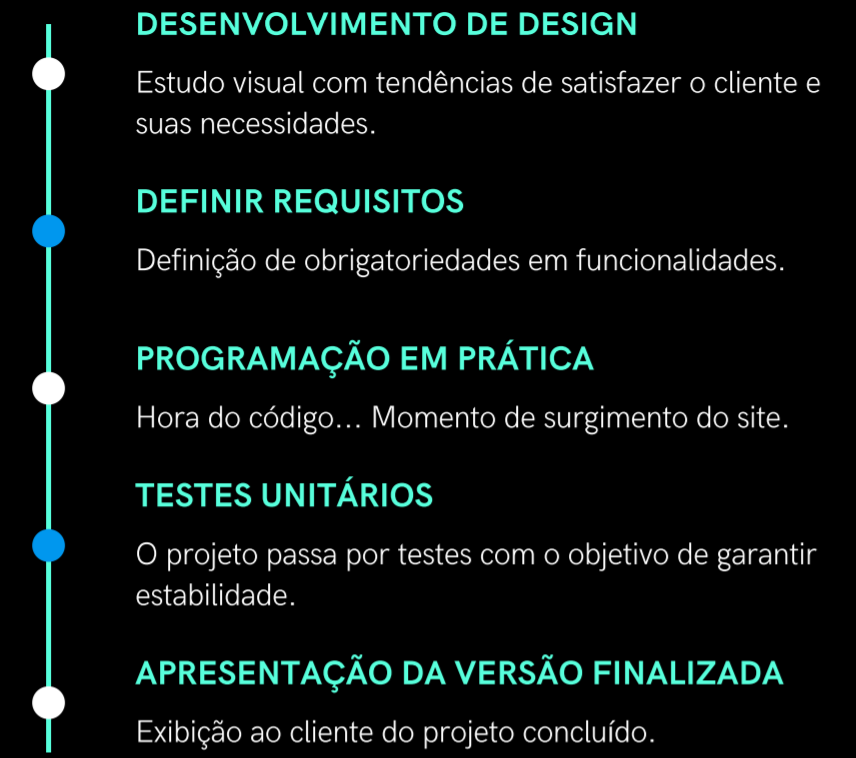 DESENVOLVIMENTO DE DESIGN
Estudo visual com tendências de satisfazer o cliente e
suas necessidades.
DEFINIR REQUISITOS
Definição de obrigatoriedades em funcionalidades.
PROGRAMAÇÃO EM PRÁTICA
Hora do código... Momento de surgimento do site.
TESTES UNITÁRIOS
O projeto passa por testes com o objetivo de garantir
estabilidade.
APRESENTAÇÃO DA VERSÃO FINALIZADA
Exibição ao cliente do projeto concluído.